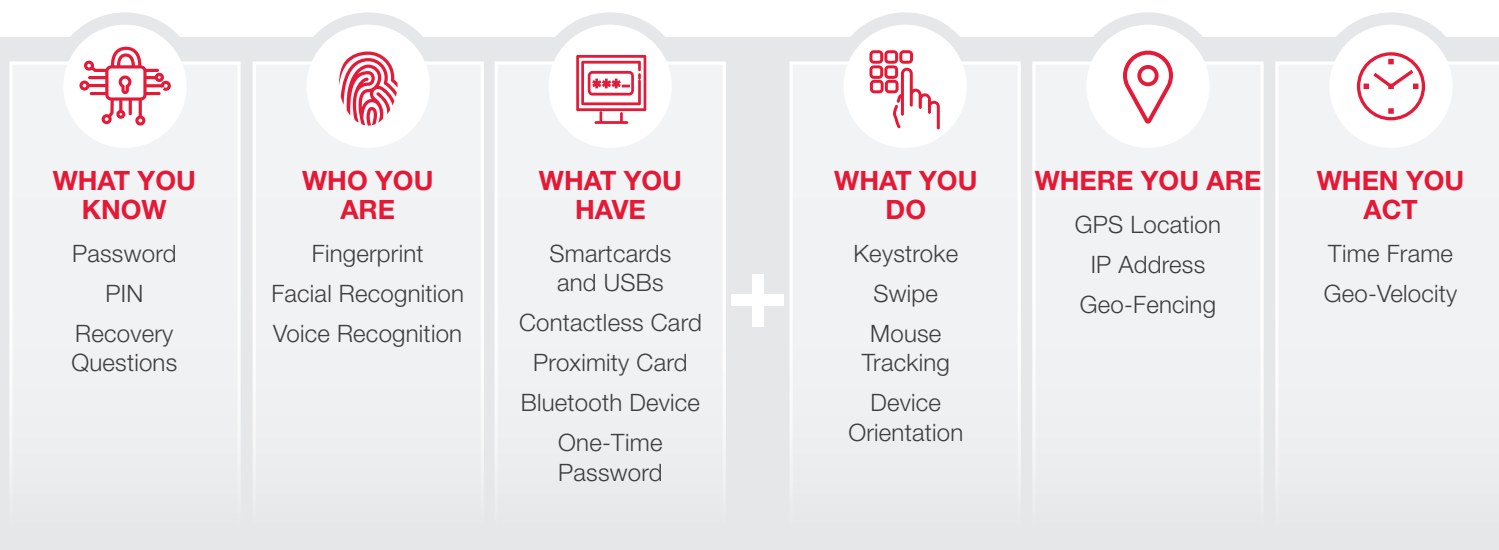 WHAT YOU
KNOW
Password
PIN
Recovery
Questions
WHO YOU
ARE
Fingerprint
Facial Recognition
Voice Recognition
***_
WHAT YOU
HAVE
Smartcards
and USBs
Contactless Card
Proximity Card
Bluetooth Device
One-Time
Password
+
WHAT YOU
DO
Keystroke
Swipe
Mouse
Tracking
Device
Orientation
WHERE YOU ARE
GPS Location
IP Address
Geo-Fencing
WHEN YOU
ACT
Time Frame
Geo-Velocity